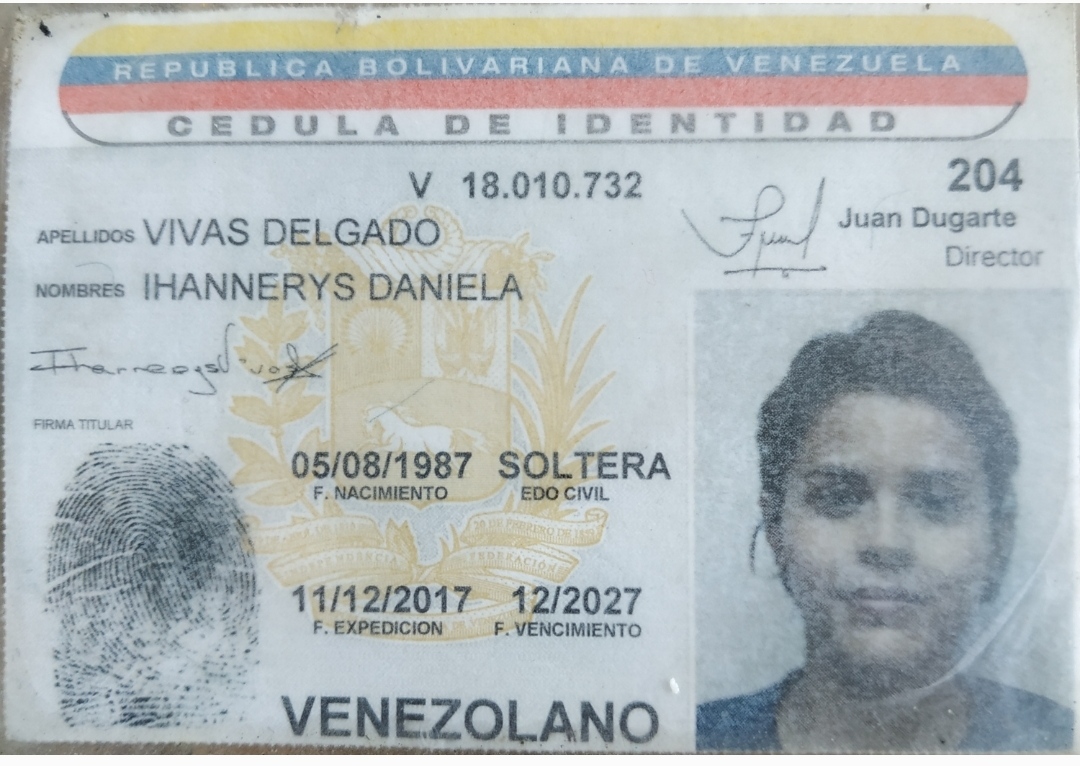 REPUBLICA BOLIVARIANA DE VENEZUELA
CEDULA DE IDENTIDAD
V 18.010.732
204
Juan Dugarte
Director
APELLIDOS VIVAS DELGADO
NOMBRES IHANNERYS DANIELA
FIRMA TITULAR
05/08/1987 SOLTERA
F. NACIMIENTO EDO CIVIL
20 DE FEBRERO DE 1859
INDEPENDENCIA FEDERACIÓN
11/12/2017 12/2027
F. EXPEDICION F. VENCIMIENTO
VENEZOLANO